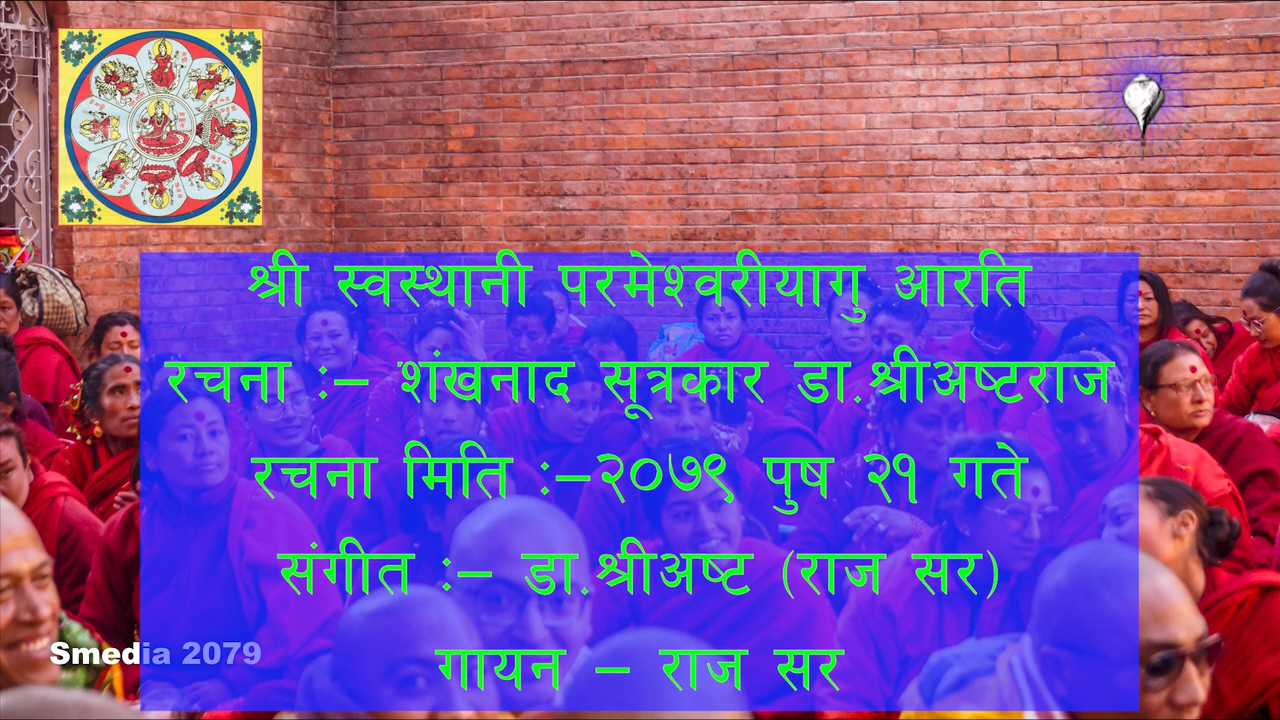 श्री स्वस्थानी परमेश्वरीयागु आरति
रचना :– शंखनाद सूत्रकार डा.श्रीअष्टराज
रचना मिति :–२०७९ पुष २१ गते
संगीत :– डा.श्रीअष्ट (राज सर)
गायन – राज सर
Smedia 2079